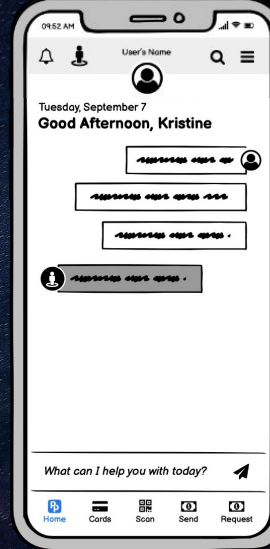 09:52 AM
User's Name
Tuesday, September 7
Good Afternoon, Kristine
What can I help you with today?
Home
Cards
Scan
Send
Request